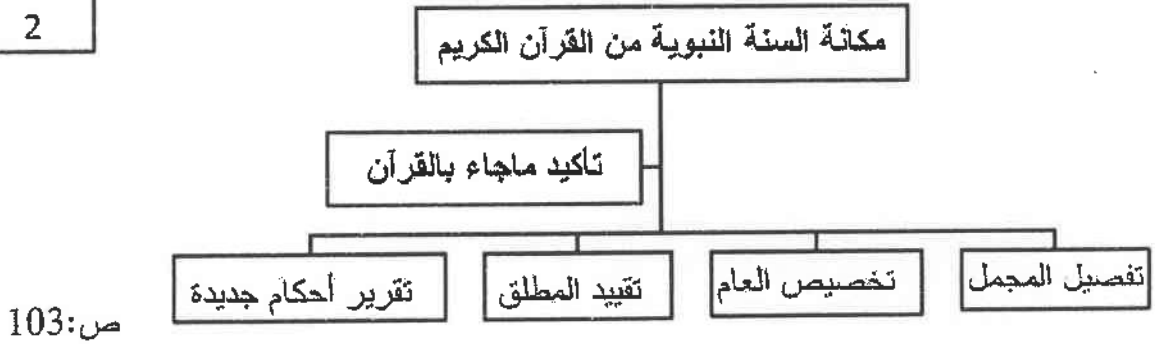 2
مكانة السنة النبوية من القرآن الكريم
تأكيد ماجاء بالقرآن
تفصيل المجمل
تخصيص العام
تقييد المطلق
تقرير أحكام جديدة
ص:103